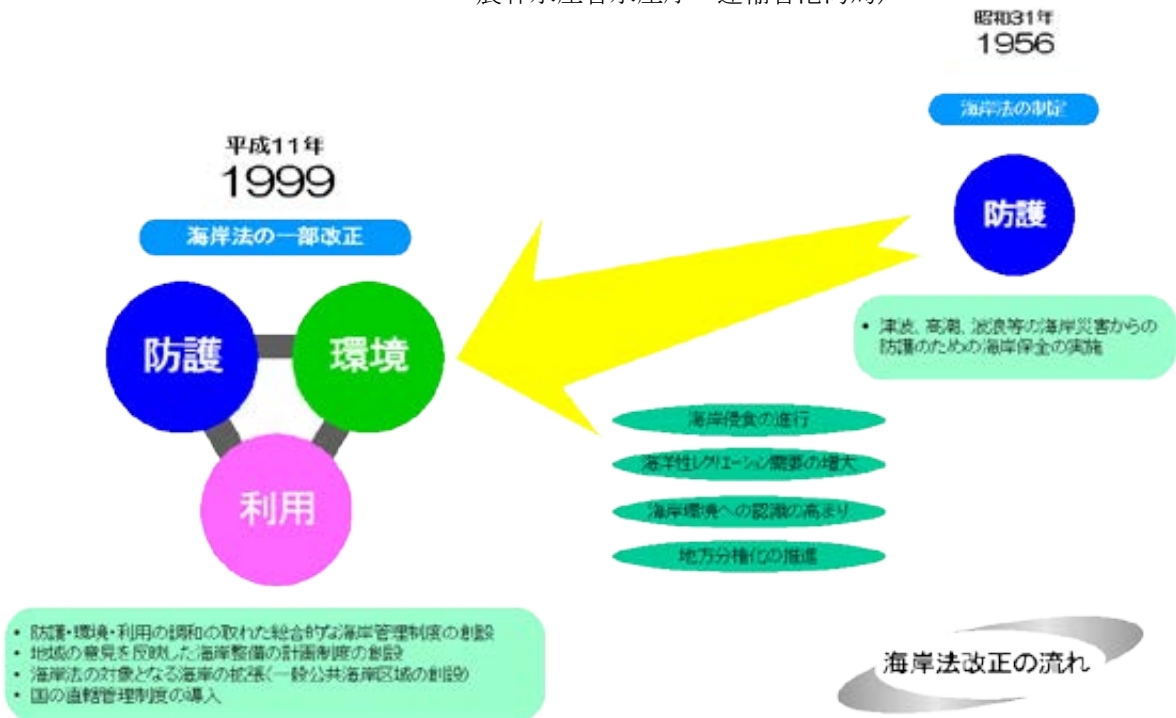 昭和31年
1956
海岸法の制定
防護
• 津波、高潮、波浪等の海岸災害からの
防護のための海岸保全の実施
平成11年
1999
海岸法の一部改正
防護
環境
利用
海岸侵食の進行
海洋性レクリエーション需要の増大
海岸環境への認識の高まり
地方分権化の推進
• 防護・環境・利用の調和の取れた総合的な海岸管理制度の創設
• 地域の意見を反映した海岸整備の計画制度の創設
• 海岸法の対象となる海岸の拡張(一般公共海岸区域の創設)
• 国の直轄管理制度の導入
海岸法改正の流れ